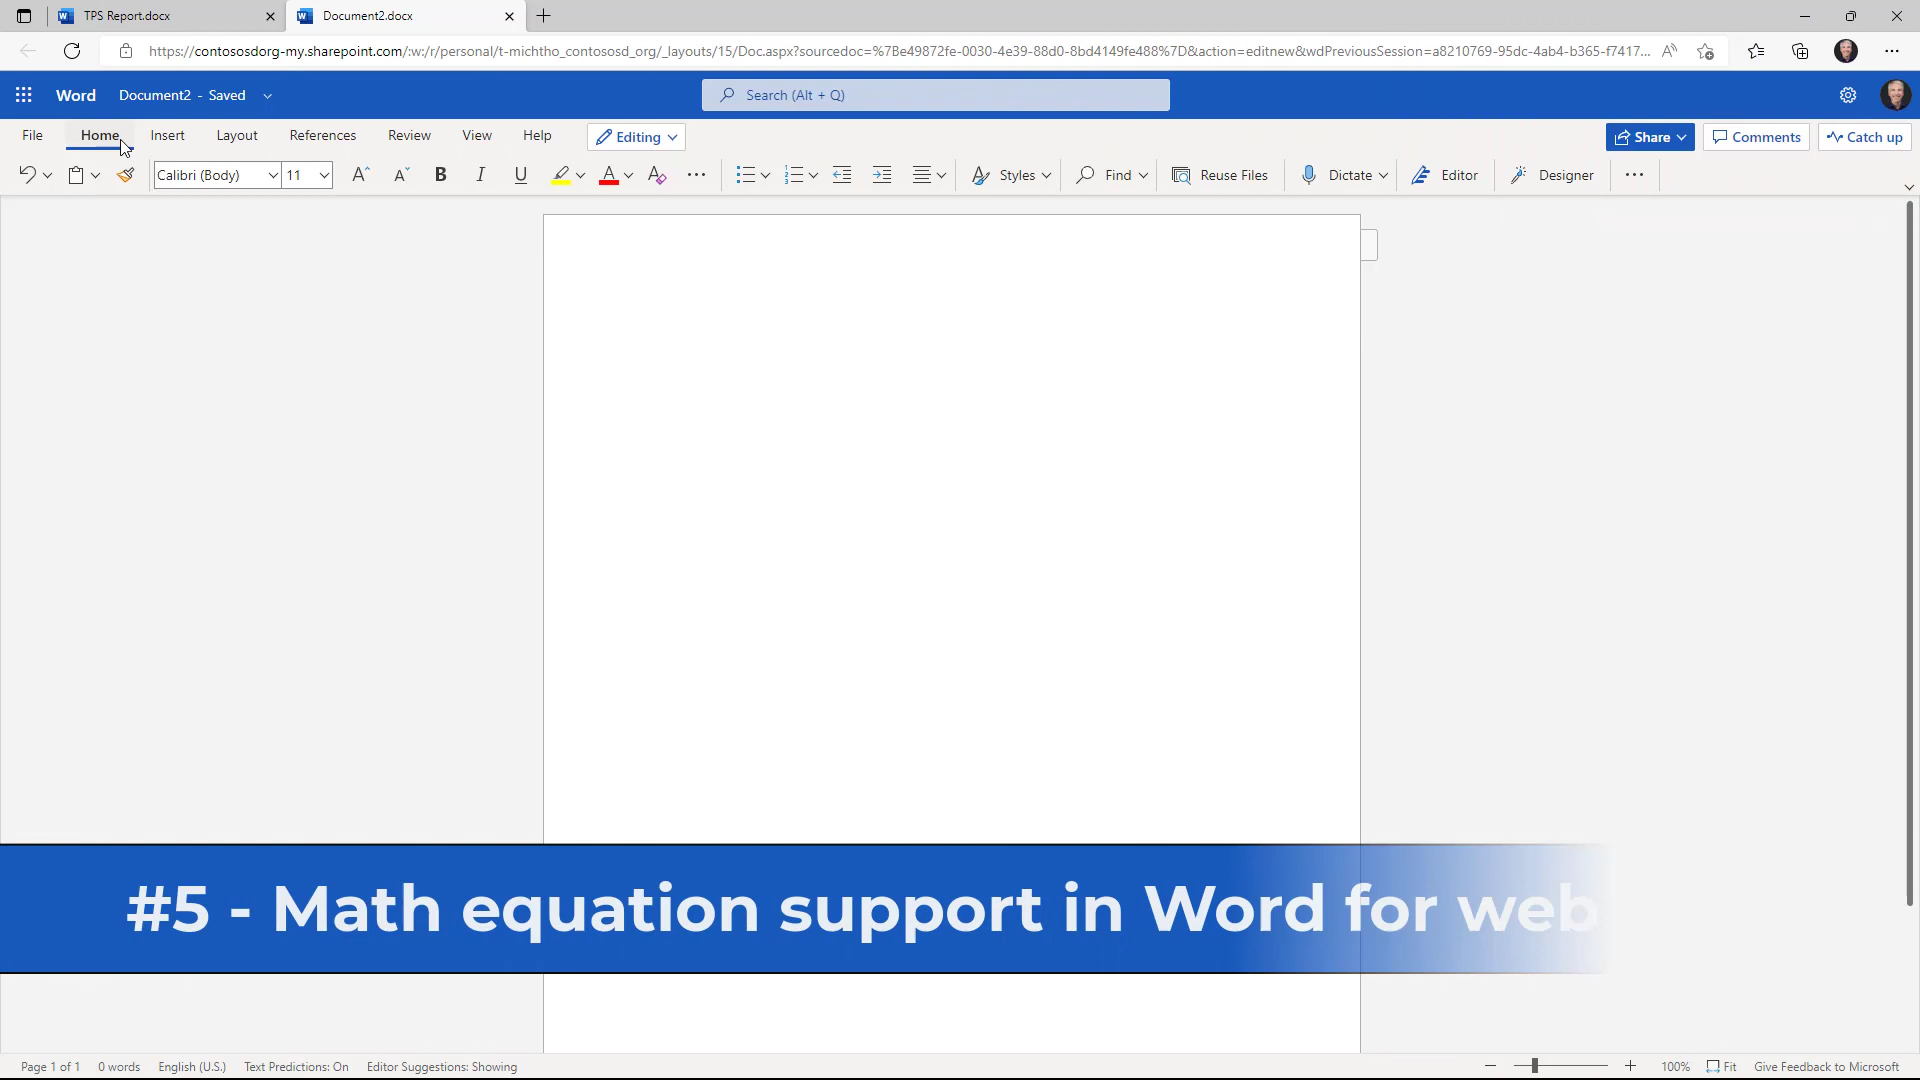 TPS Report.docx
Document2.docx
https://contososdorg-my.sharepoint.com/:w:/r/personal/t-michtho_contososd_org/_layouts/15/Doc.aspx?sourcedoc=%7Be49872fe-0030-4e39-88d0-8bd4149fe488%7D&action=editnew&wdPreviousSession=a8210769-95dc-4ab4-b365-f7417...
Word Document2 - Saved
Search (Alt + Q)
File Home Insert Layout References Review View Help Editing Share Comments Catch up
Calibri (Body) 11 A A B I U A A Styles Find Reuse Files Dictate Editor Designer
#5 - Math equation support in Word for web
Page 1 of 1 0 words English (U.S.) Text Predictions: On Editor Suggestions: Showing 100% Fit Give Feedback to Microsoft